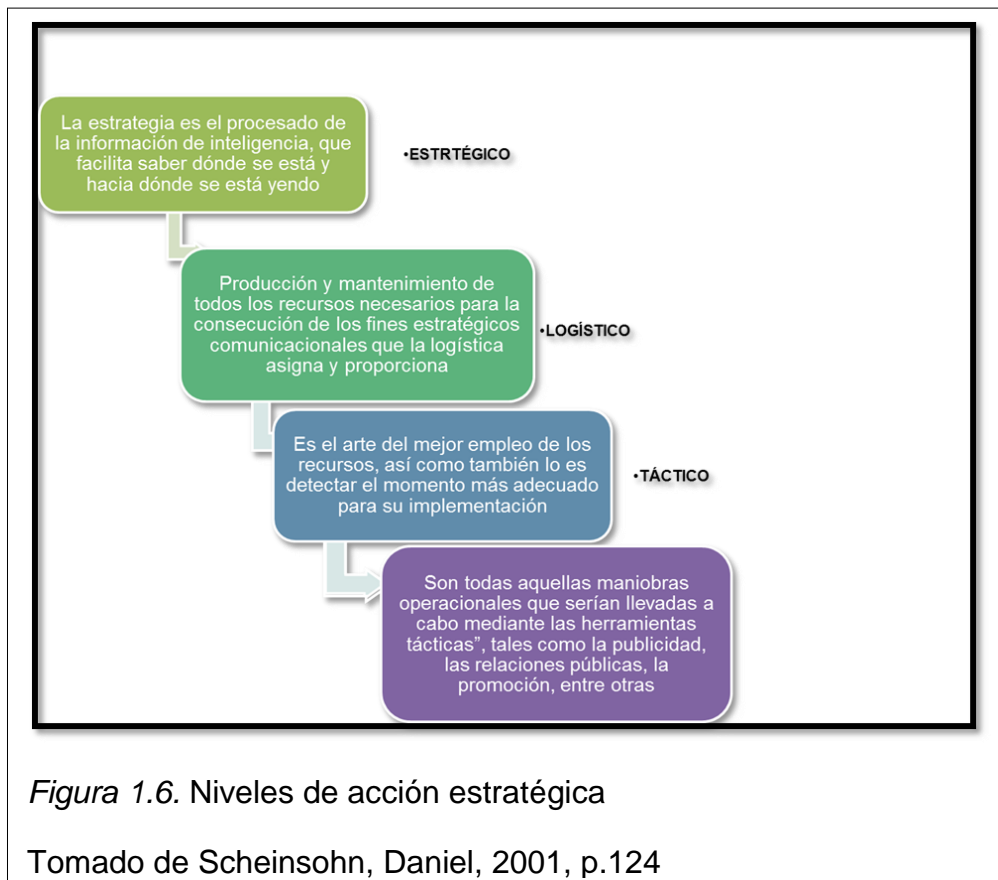 La estrategia es el procesado de
la información de inteligencia, que
facilita saber dónde se está y
hacia dónde se está yendo
•ESTRTÉGICO
Producción y mantenimiento de
todos los recursos necesarios para la
consecución de los fines estratégicos
comunicacionales que la logística
asigna y proporciona
•LOGÍSTICO
Es el arte del mejor empleo de los
recursos, así como también lo es
detectar el momento más adecuado
para su implementación
•TÁCTICO
Son todas aquellas maniobras
operacionales que serían llevadas a
cabo mediante las herramientas
tácticas”, tales como la publicidad,
las relaciones públicas, la
promoción, entre otras
Figura 1.6. Niveles de acción estratégica
Tomado de Scheinsohn, Daniel, 2001, p.124